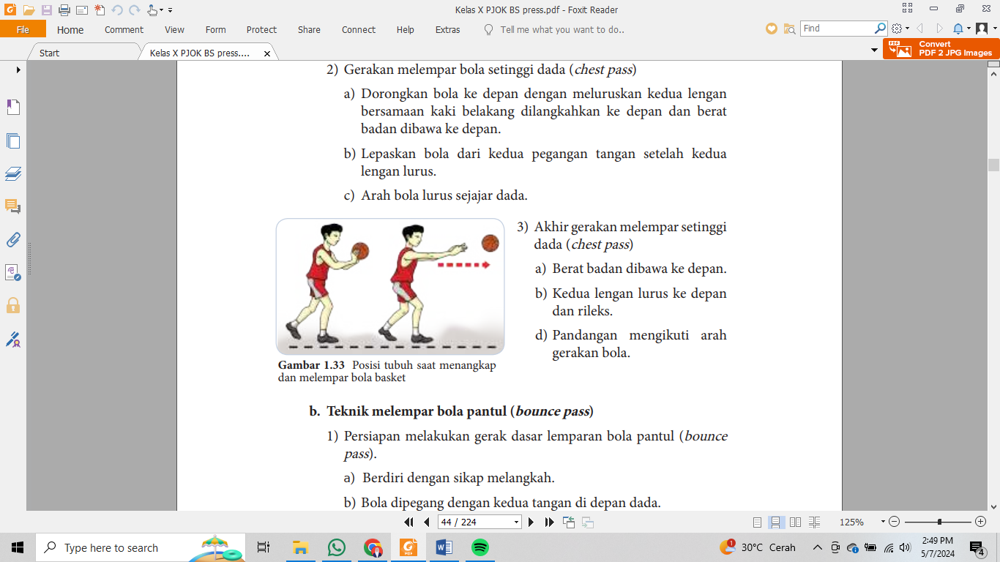 Kelas X PJOK BS press.pdf - Foxit Reader
File Home Comment View Form Protect Share Connect Help Extras Tell me what you want to do.. Find
Start Kelas X PJOK BS press.... Convert
PDF 2 JPG Images
2) Gerakan melempar bola setinggi dada (chest pass)
a) Dorongkan bola ke depan dengan meluruskan kedua lengan
bersamaan kaki belakang dilangkahkan ke depan dan berat
badan dibawa ke depan.
b) Lepaskan bola dari kedua pegangan tangan setelah kedua
lengan lurus.
c) Arah bola lurus sejajar dada.
Gambar 1.33 Posisi tubuh saat menangkap
dan melempar bola basket
3) Akhir gerakan melempar setinggi
dada (chest pass)
a) Berat badan dibawa ke depan.
b) Kedua lengan lurus ke depan
dan rileks.
d) Pandangan mengikuti arah
gerakan bola.
b. Teknik melempar bola pantul (bounce pass)
1) Persiapan melakukan gerak dasar lemparan bola pantul (bounce
pass).
a) Berdiri dengan sikap melangkah.
b) Bola dipegang dengan kedua tangan di depan dada.
44 / 224 125%
Type here to search 1 30°C Cerah 2:49 PM
5/7/2024 4